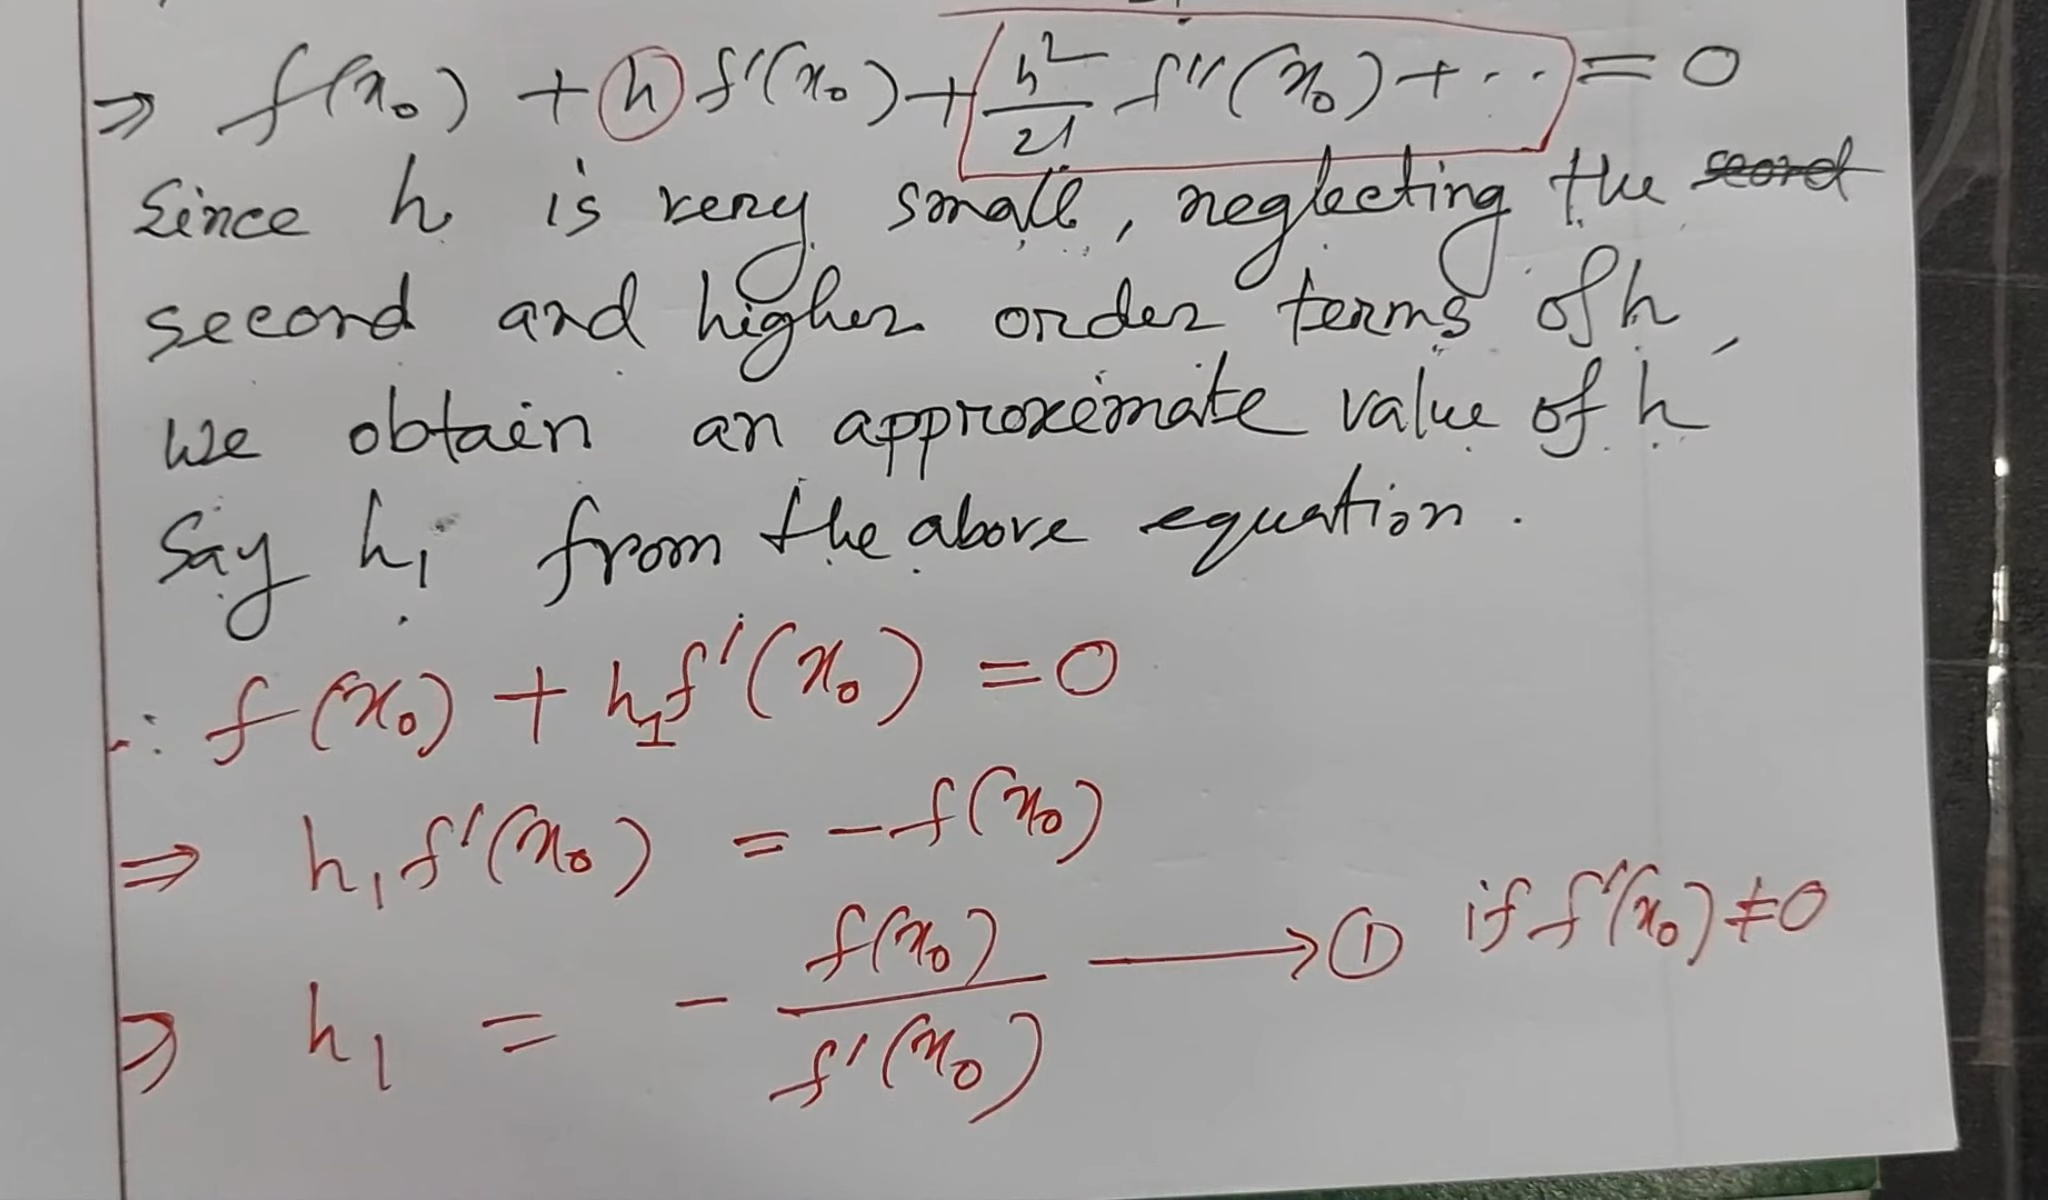 ⇒ f(x₀) + h f'(x₀) + h²/2! f''(x₀) + ... = 0
Since h is very small, neglecting the
second and higher order terms of h,
we obtain an approximate value of h
say h₁ from the above equation.
∴ f(x₀) + h₁f'(x₀) = 0
⇒ h₁f'(x₀) = -f(x₀)
⇒ h₁ = - f(x₀)/f'(x₀) ⟶ ① if f'(x₀) ≠ 0